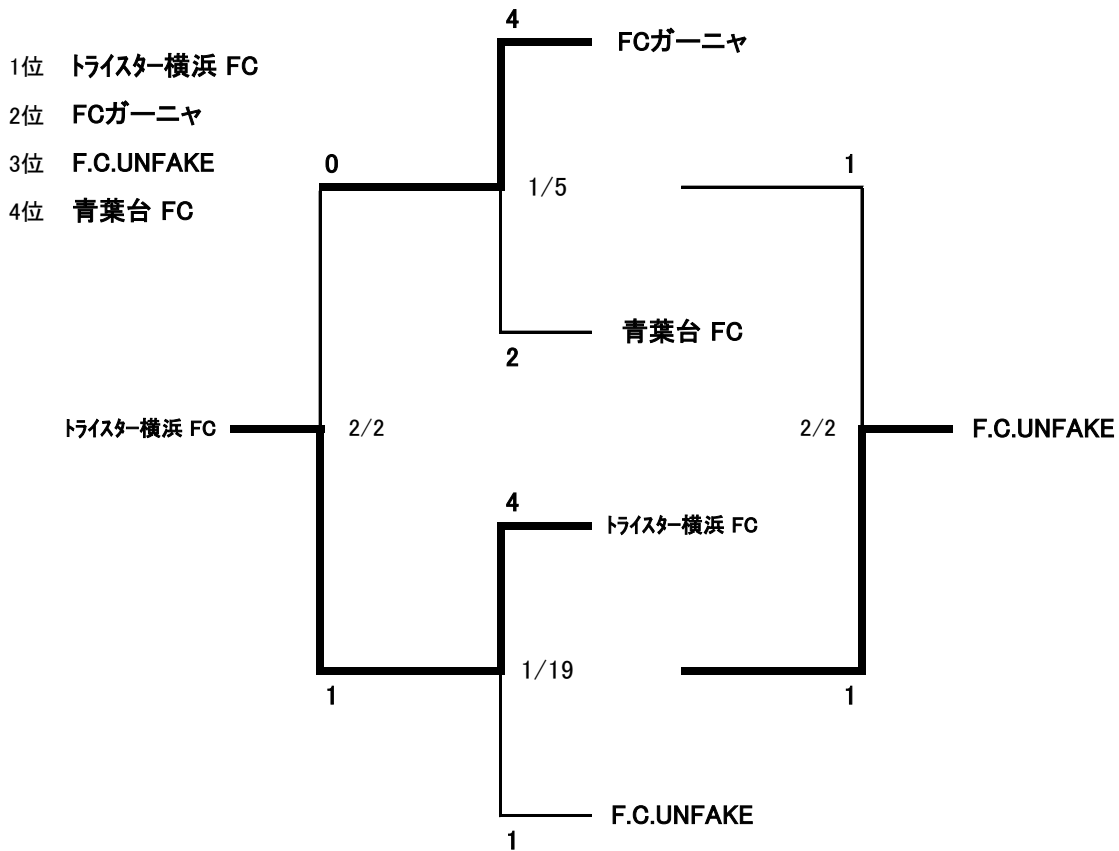 4
FCガーニャ
1位 トライスター横浜 FC
2位 FCガーニャ
3位 F.C.UNFAKE
4位 青葉台 FC
0
1/5
1
青葉台 FC
2
トライスター横浜 FC
2/2
2/2
F.C.UNFAKE
4
トライスター横浜 FC
1/19
1
1
F.C.UNFAKE
1